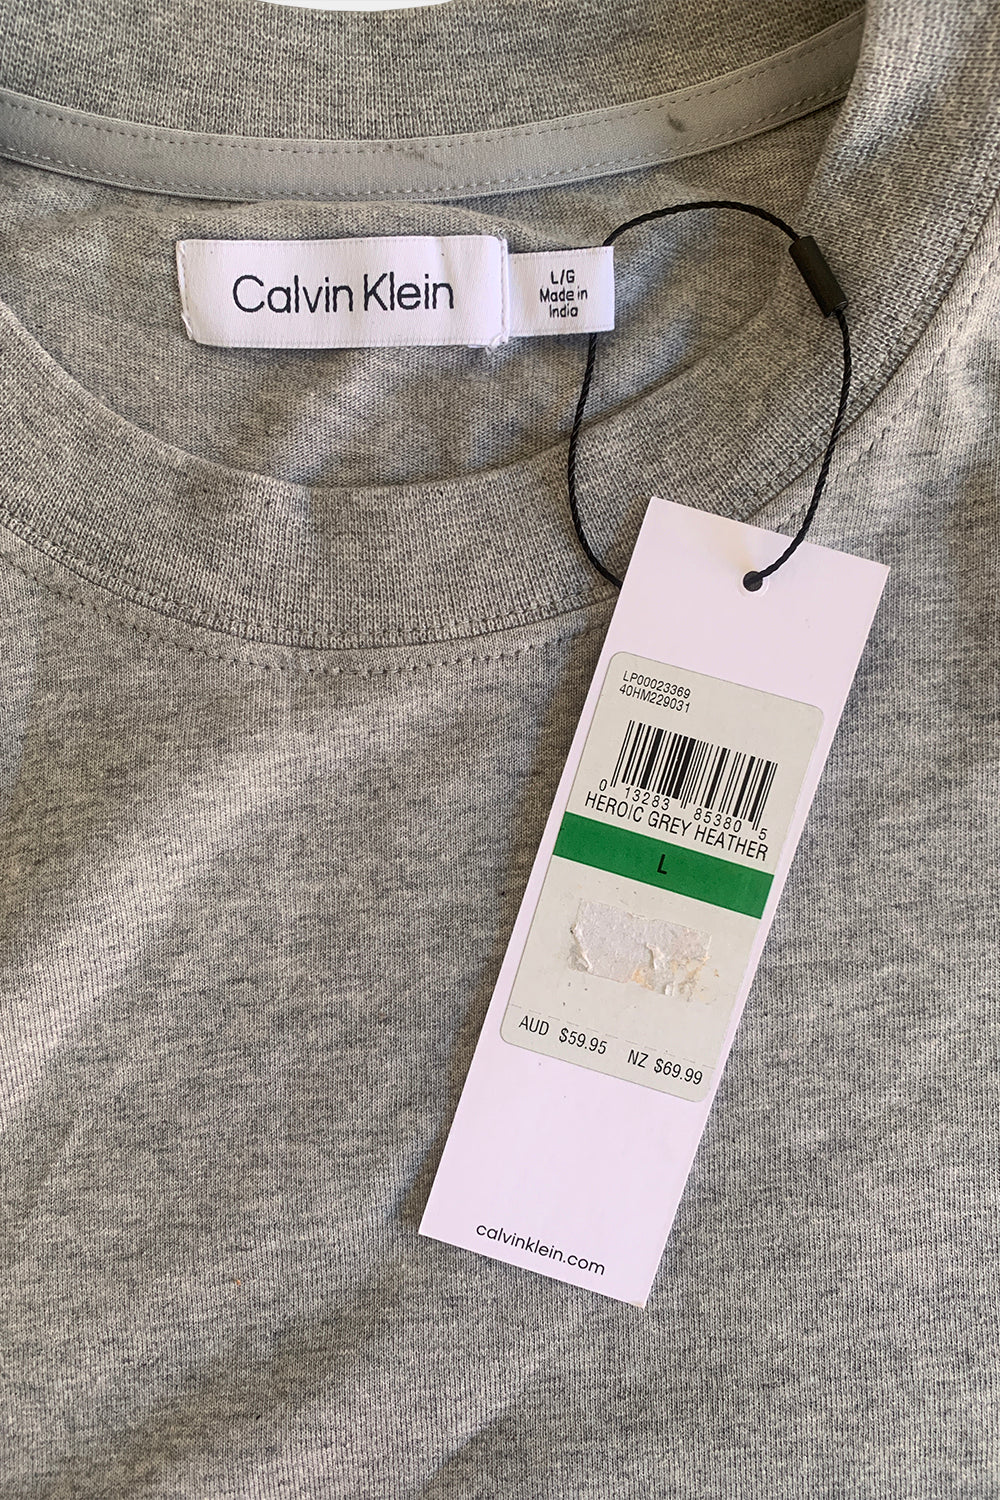 Calvin Klein
L/G
Made in
India
LP00023369
40HM229031
0 13283 85380 5
HEROIC GREY HEATHER
L
AUD $59.95 NZ $69.99
calvinklein.com